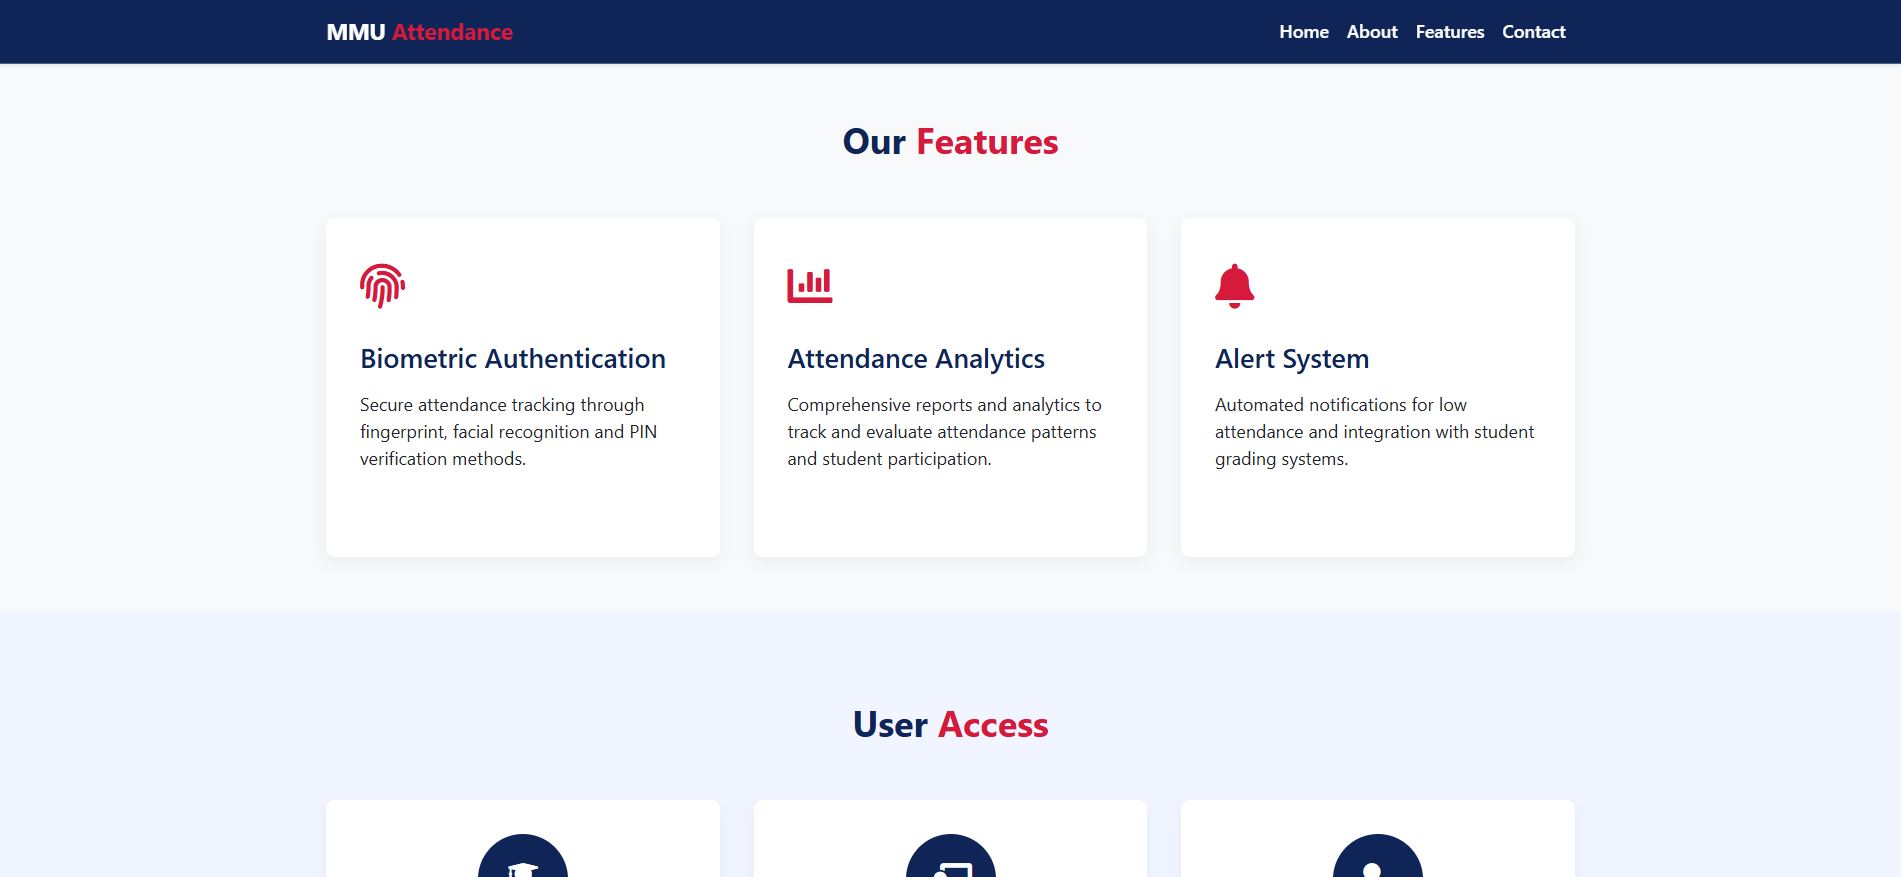 MMU Attendance
Home About Features Contact
Our Features
Biometric Authentication
Secure attendance tracking through
fingerprint, facial recognition and PIN
verification methods.
Attendance Analytics
Comprehensive reports and analytics to
track and evaluate attendance patterns
and student participation.
Alert System
Automated notifications for low
attendance and integration with student
grading systems.
User Access